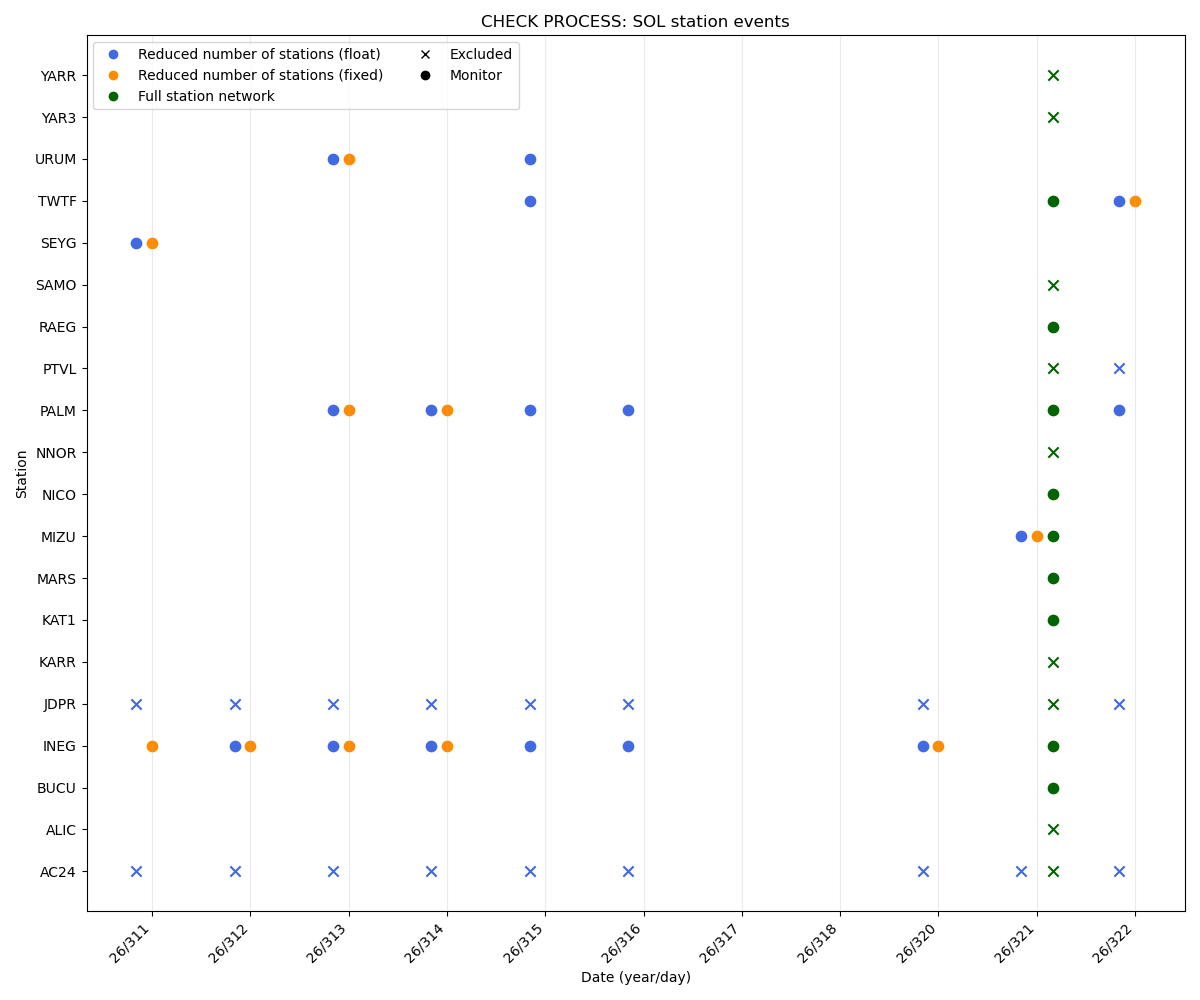 CHECK PROCESS: SOL station events
Reduced number of stations (float)
Reduced number of stations (fixed)
Full station network
Excluded
Monitor
Station
YARR
YAR3
URUM
TWTF
SEYG
SAMO
RAEG
PTVL
PALM
NNOR
NICO
MIZU
MARS
KAT1
KARR
JDPR
INEG
BUCU
ALIC
AC24
26/311
26/312
26/313
26/314
26/315
26/316
26/317
26/318
26/320
26/321
26/322
Date (year/day)